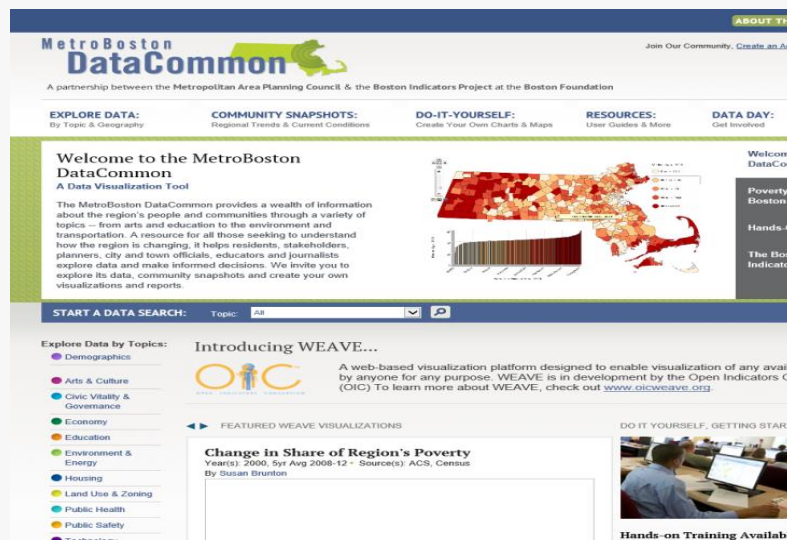 ABOUT TH
MetroBoston
DataCommon
Join Our Community, Create an A
A partnership between the Metropolitan Area Planning Council & the Boston Indicators Project at the Boston Foundation
EXPLORE DATA:
By Topic & Geography
COMMUNITY SNAPSHOTS:
Regional Trends & Current Conditions
DO-IT-YOURSELF:
Create Your Own Charts & Maps
RESOURCES:
User Guides & More
DATA DAY:
Get Involved
Welcome to the MetroBoston
DataCommon
A Data Visualization Tool
The MetroBoston DataCommon provides a wealth of information
about the region's people and communities through a variety of
topics -- from arts and education to the environment and
transportation. A resource for all those seeking to understand
how the region is changing, it helps residents, stakeholders,
planners, city and town officials, educators and journalists
explore data and make informed decisions. We invite you to
explore its data, community snapshots and create your own
visualizations and reports.
Welcom
DataCo
Poverty
Boston
Hands-
The Bo
Indicato
START A DATA SEARCH:
Topic: All
Explore Data by Topics:
Demographics
Arts & Culture
Civic Vitality &
Governance
Economy
Education
Environment &
Energy
Housing
Land Use & Zoning
Public Health
Public Safety
Technology
Introducing WEAVE...
OIC
OPEN INDICATORS CONSORTIUM
A web-based visualization platform designed to enable visualization of any avai
by anyone for any purpose. WEAVE is in development by the Open Indicators C
(OIC) To learn more about WEAVE, check out www.oicweave.org.
FEATURED WEAVE VISUALIZATIONS
Change in Share of Region's Poverty
Year(s): 2000, 5yr Avg 2008-12 - Source(s): ACS, Census
By Susan Brunton
DO IT YOURSELF, GETTING STAR
Hands-on Training Availab